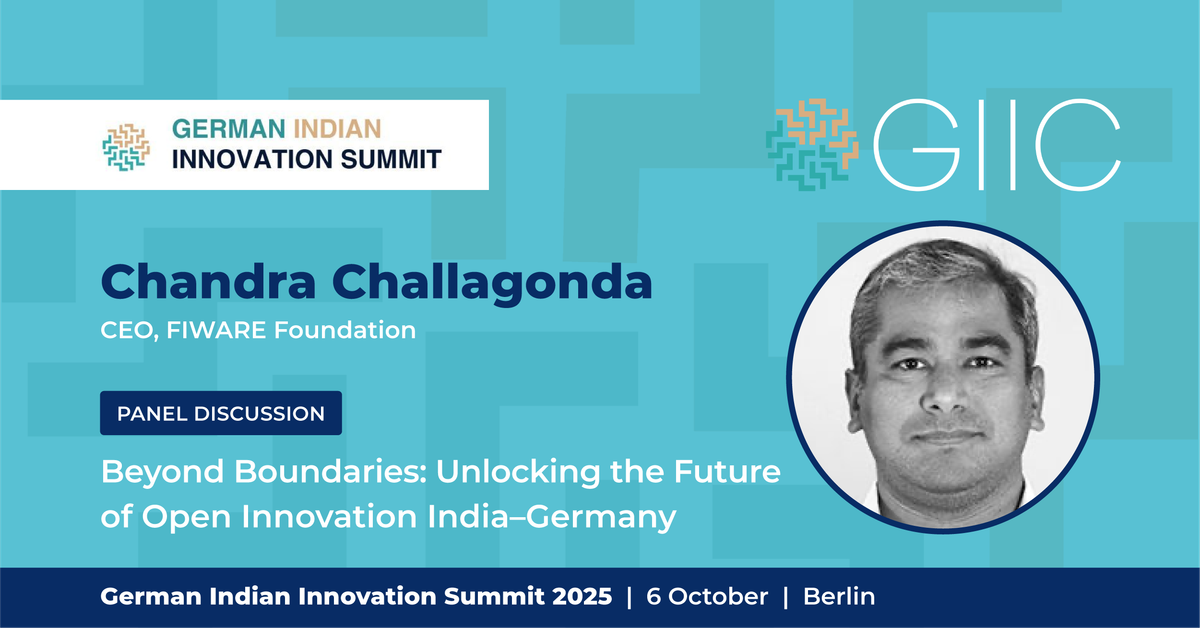 GERMAN INDIAN
INNOVATION SUMMIT
GIIC
Chandra Challagonda
CEO, FIWARE Foundation
PANEL DISCUSSION
Beyond Boundaries: Unlocking the Future
of Open Innovation India–Germany
German Indian Innovation Summit 2025 | 6 October | Berlin